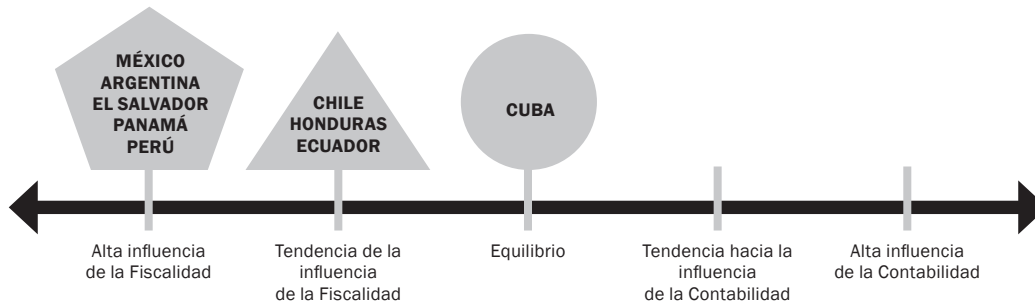 MÉXICO
ARGENTINA
EL SALVADOR
PANAMÁ
PERÚ
CHILE
HONDURAS
ECUADOR
CUBA
Alta influencia
de la Fiscalidad
Tendencia de la
influencia
de la Fiscalidad
Equilibrio
Tendencia hacia la
influencia
de la Contabilidad
Alta influencia
de la Contabilidad